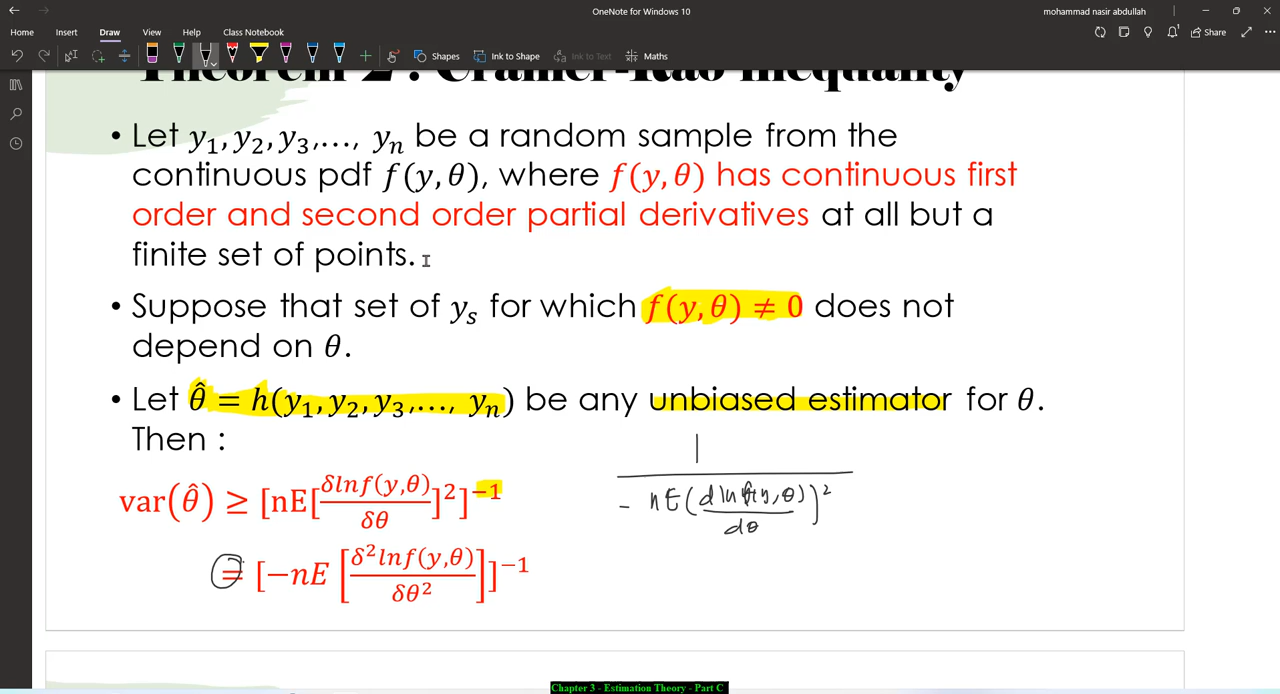 OneNote for Windows 10
mohammad nasir abdullah
Home Insert Draw View Help Class Notebook
Share
Shapes Ink to Shape Ink to Text Maths
Theorem 2 : Cramer-Rao Inequality
• Let y₁, y₂, y₃,…, yₙ be a random sample from the
continuous pdf f(y, θ), where f(y, θ) has continuous first
order and second order partial derivatives at all but a
finite set of points.
• Suppose that set of yₛ for which f(y, θ) ≠ 0 does not
depend on θ.
• Let θ̂ = h(y₁, y₂, y₃,…, yₙ) be any unbiased estimator for θ.
Then :
var(θ̂) ≥ [nE[δlnf(y,θ)/δθ]²]⁻¹
= [−nE [δ²lnf(y,θ)/δθ²]]⁻¹
1
- nE(d ln f(y, θ)/dθ)²
Chapter 3 - Estimation Theory - Part C